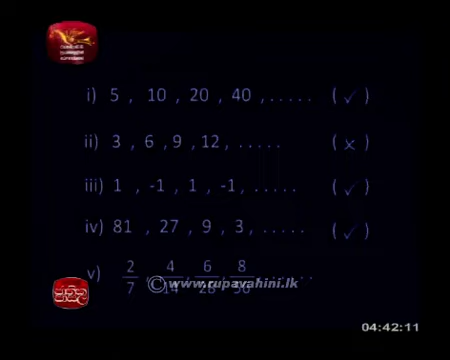 i) 5 , 10 , 20 , 40 , ..... ( ✓ )
ii) 3 , 6 , 9 , 12 , ..... ( x )
iii) 1 , -1 , 1 , -1 , ..... ( ✓ )
iv) 81 , 27 , 9 , 3 , ..... ( ✓ )
v) 2/7 , 4/14 , 6/28 , 8/56 , ......
© www.rupavahini.lk
04:42:11